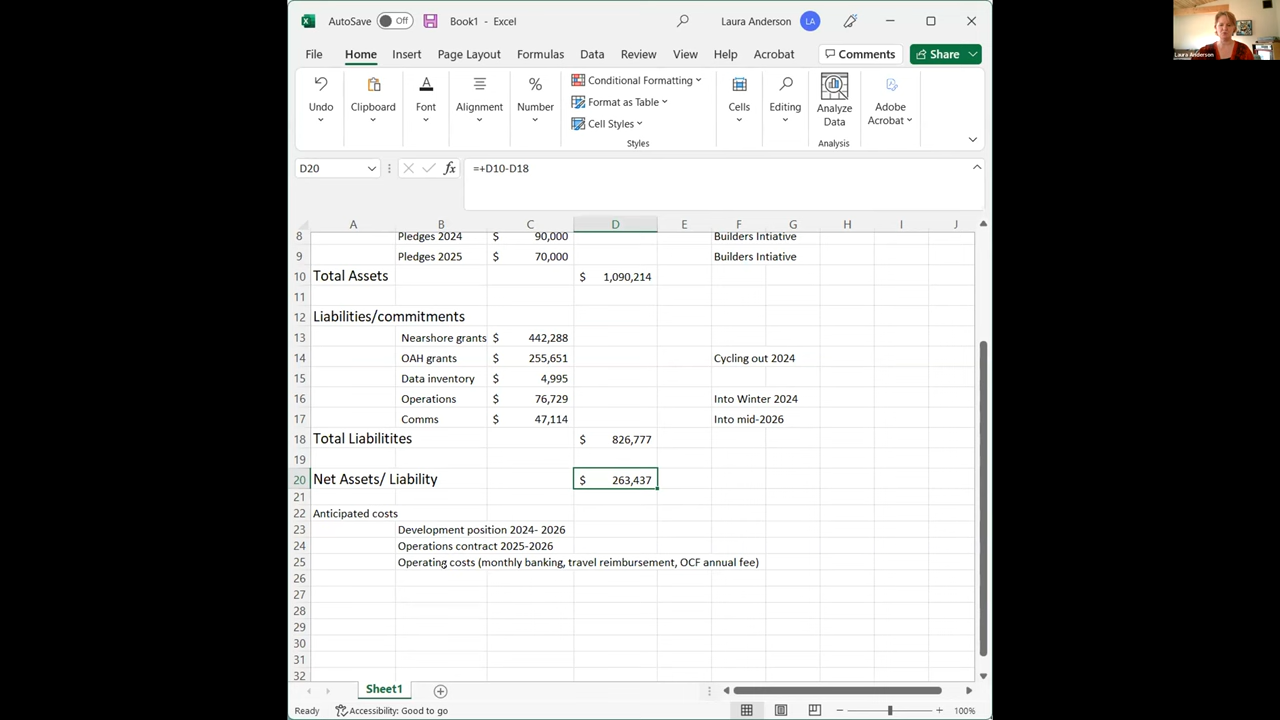 AutoSave Off Book1 - Excel Laura Anderson LA
File Home Insert Page Layout Formulas Data Review View Help Acrobat Comments Share
Undo Clipboard Font Alignment Number Conditional Formatting Format as Table Cell Styles Cells Editing Analyze Data Adobe Acrobat
Styles Analysis
D20 fx =+D10-D18
A B C D E F G H I J
8 Pledges 2024 $ 90,000 Builders Intiative
9 Pledges 2025 $ 70,000 Builders Intiative
10 Total Assets $ 1,090,214
11
12 Liabilities/commitments
13 Nearshore grants $ 442,288
14 OAH grants $ 255,651 Cycling out 2024
15 Data inventory $ 4,995
16 Operations $ 76,729 Into Winter 2024
17 Comms $ 47,114 Into mid-2026
18 Total Liabilitites $ 826,777
19
20 Net Assets/ Liability $ 263,437
21
22 Anticipated costs
23 Development position 2024- 2026
24 Operations contract 2025-2026
25 Operating costs (monthly banking, travel reimbursement, OCF annual fee)
26
27
28
29
30
31
32
Sheet1
Ready Accessibility: Good to go 100%
Laura Anderson